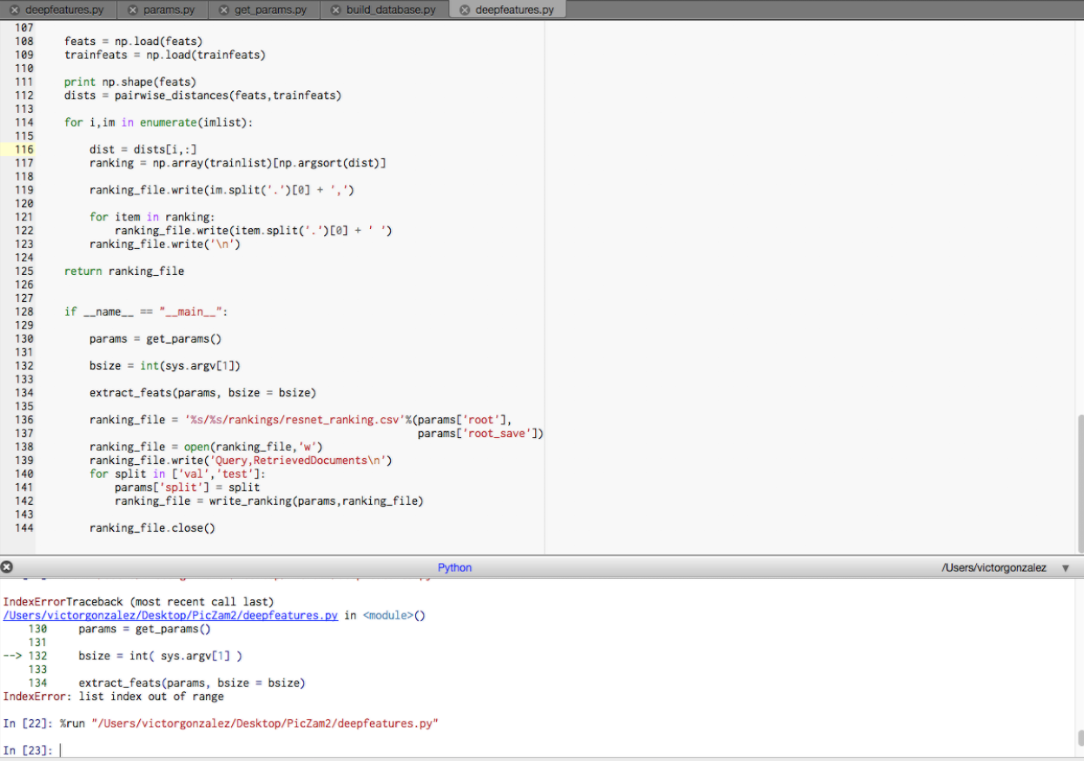 deepfeatures.py params.py get_params.py build_database.py deepfeatures.py
107
108 feats = np.load(feats)
109 trainfeats = np.load(trainfeats)
110
111 print np.shape(feats)
112 dists = pairwise_distances(feats,trainfeats)
113
114 for i,im in enumerate(imlist):
115
116 dist = dists[i,:]
117 ranking = np.array(trainlist)[np.argsort(dist)]
118
119 ranking_file.write(im.split('.')[0] + ',')
120
121 for item in ranking:
122 ranking_file.write(item.split('.')[0] + ' ')
123 ranking_file.write('\n')
124
125 return ranking_file
126
127
128 if __name__ == "__main__":
129
130 params = get_params()
131
132 bsize = int(sys.argv[1])
133
134 extract_feats(params, bsize = bsize)
135
136 ranking_file = '%s/%s/rankings/resnet_ranking.csv'%(params['root'],
137 params['root_save'])
138 ranking_file = open(ranking_file,'w')
139 ranking_file.write('Query,RetrievedDocuments\n')
140 for split in ['val','test']:
141 params['split'] = split
142 ranking_file = write_ranking(params,ranking_file)
143
144 ranking_file.close()
Python /Users/victorgonzalez
IndexErrorTraceback (most recent call last)
/Users/victorgonzalez/Desktop/PicZam2/deepfeatures.py in <module>()
130 params = get_params()
131
--> 132 bsize = int( sys.argv[1] )
133
134 extract_feats(params, bsize = bsize)
IndexError: list index out of range
In [22]: %run "/Users/victorgonzalez/Desktop/PicZam2/deepfeatures.py"
In [23]: